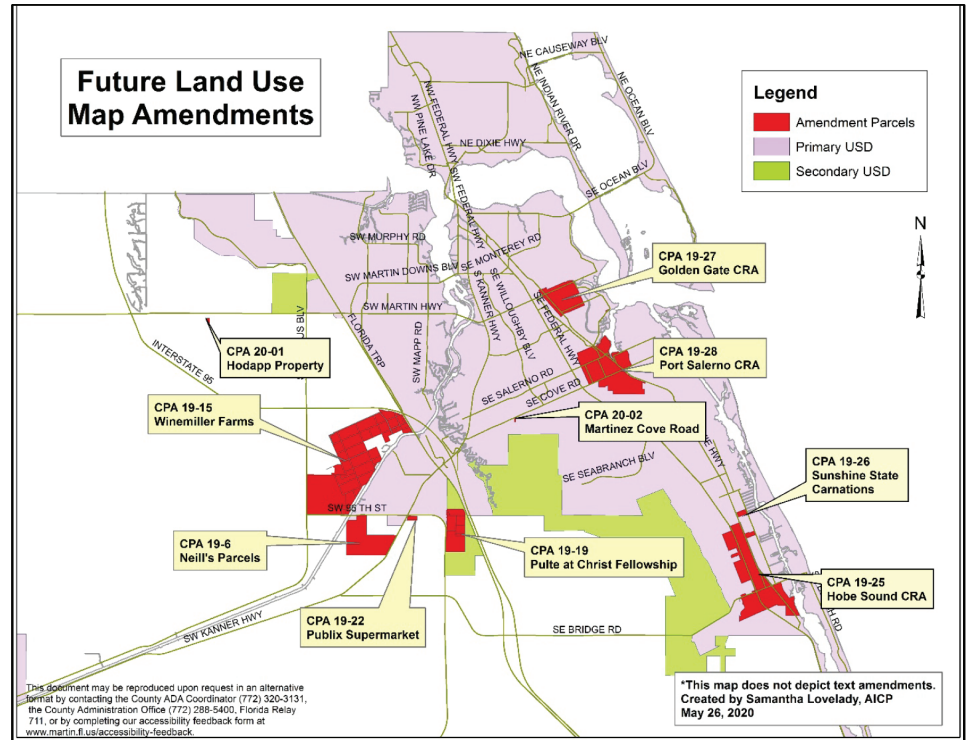 Future Land Use
Map Amendments
Legend
Amendment Parcels
Primary USD
Secondary USD
N
NE CAUSEWAY BLV
NE INDIAN RIVER DR
NE OCEAN BLV
NW FEDERAL HWY
NW PINE LAKE DR
NE DIXIE HWY
SW FEDERAL HWY
SE OCEAN BLV
SW MURPHY RD
SE MONTEREY RD
SW MARTIN DOWNS BLV
SW MARTIN HWY
S KANNER HWY
SE WILLOUGHBY BLV
SE FEDERAL HWY
FLORIDA TRP
SW MAPP RD
INTERSTATE 95
US BLV
SE SALERNO RD
SE COVE RD
SE SEABRANCH BLV
IE HWY
SW 96 TH ST
SW KANNER HWY
SE BRIDGE RD
H RD
CPA 19-27
Golden Gate CRA
CPA 19-28
Port Salerno CRA
CPA 20-01
Hodapp Property
CPA 19-15
Winemiller Farms
CPA 20-02
Martinez Cove Road
CPA 19-26
Sunshine State
Carnations
CPA 19-6
Neill's Parcels
CPA 19-19
Pulte at Christ Fellowship
CPA 19-25
Hobe Sound CRA
CPA 19-22
Publix Supermarket
This document may be reproduced upon request in an alternative
format by contacting the County ADA Coordinator (772) 320-3131,
the County Administration Office (772) 288-5400, Florida Relay
711, or by completing our accessibility feedback form at
www.martin.fl.us/accessibility-feedback.
*This map does not depict text amendments.
Created by Samantha Lovelady, AICP
May 26, 2020